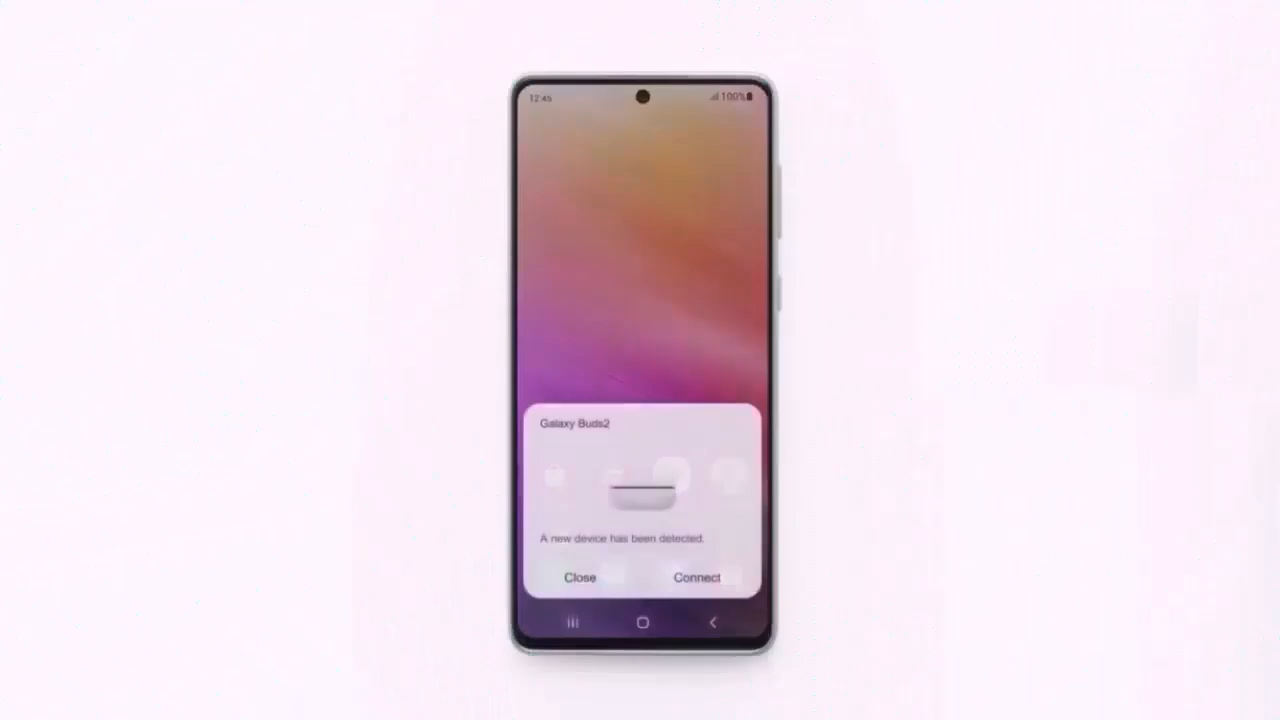 12:45
100%
Galaxy Buds2
A new device has been detected.
Close
Connect